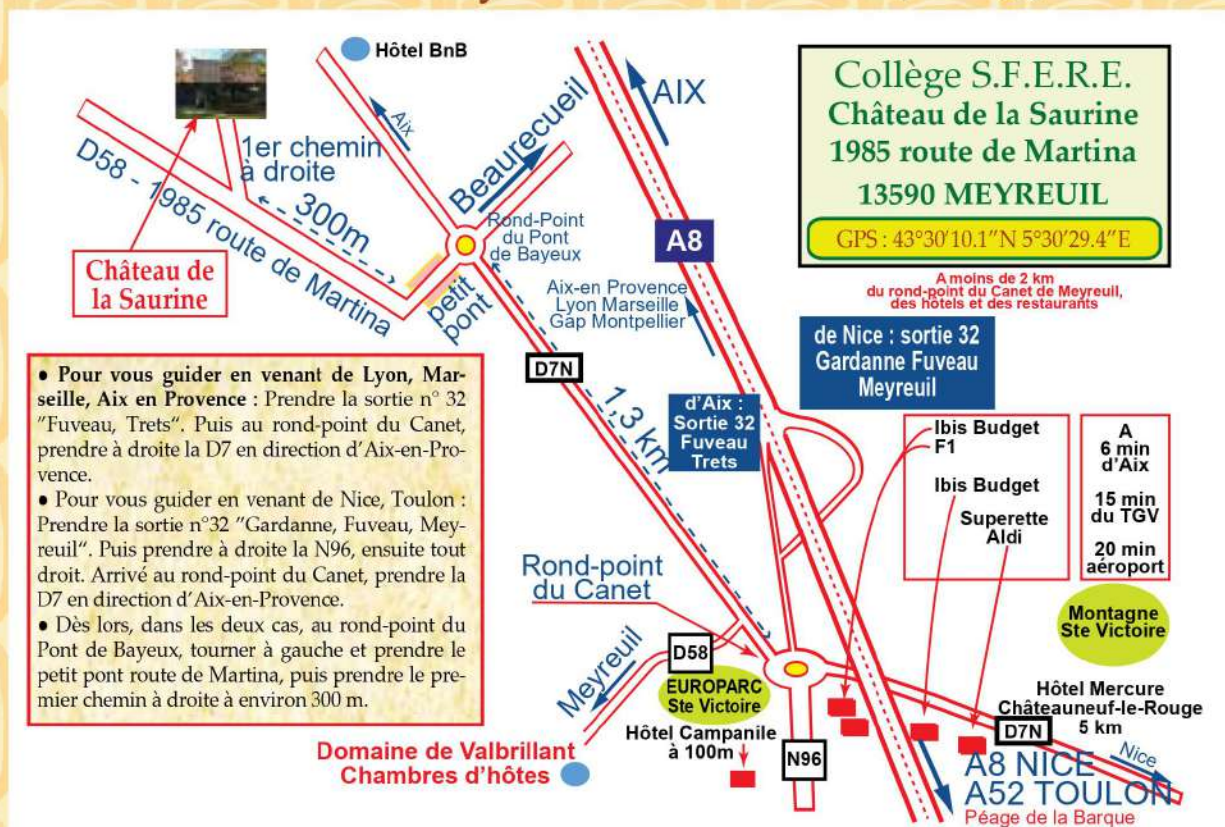 Hôtel BnB
Aix
1er chemin
à droite
D58 - 1985 route de Martina
300m
Château de
la Saurine
Beaurecueil
Rond-Point
du Pont
de Bayeux
petit
pont
AIX
A8
Aix-en Provence
Lyon Marseille
Gap Montpellier
D7N
1,3 km
Collège S.F.E.R.E.
Château de la Saurine
1985 route de Martina
13590 MEYREUIL
GPS : 43°30'10.1"N 5°30'29.4"E
A moins de 2 km
du rond-point du Canet de Meyreuil,
des hôtels et des restaurants
de Nice : sortie 32
Gardanne Fuveau
Meyreuil
d'Aix :
Sortie 32
Fuveau
Trets
Ibis Budget
F1
Ibis Budget
Superette
Aldi
A
6 min
d'Aix
15 min
du TGV
20 min
aéroport
Montagne
Ste Victoire
• Pour vous guider en venant de Lyon, Mar-
seille, Aix en Provence : Prendre la sortie n° 32
"Fuveau, Trets". Puis au rond-point du Canet,
prendre à droite la D7 en direction d'Aix-en-Pro-
vence.
• Pour vous guider en venant de Nice, Toulon :
Prendre la sortie n°32 "Gardanne, Fuveau, Mey-
reuil". Puis prendre à droite la N96, ensuite tout
droit. Arrivé au rond-point du Canet, prendre la
D7 en direction d'Aix-en-Provence.
• Dès lors, dans les deux cas, au rond-point du
Pont de Bayeux, tourner à gauche et prendre le
petit pont route de Martina, puis prendre le pre-
mier chemin à droite à environ 300 m.
Rond-point
du Canet
D58
Meyreuil
EUROPARC
Ste Victoire
Hôtel Campanile
à 100m
N96
Domaine de Valbrillant
Chambres d'hôtes
Hôtel Mercure
Châteauneuf-le-Rouge
5 km
D7N
Nice
A8 NICE
A52 TOULON
Péage de la Barque